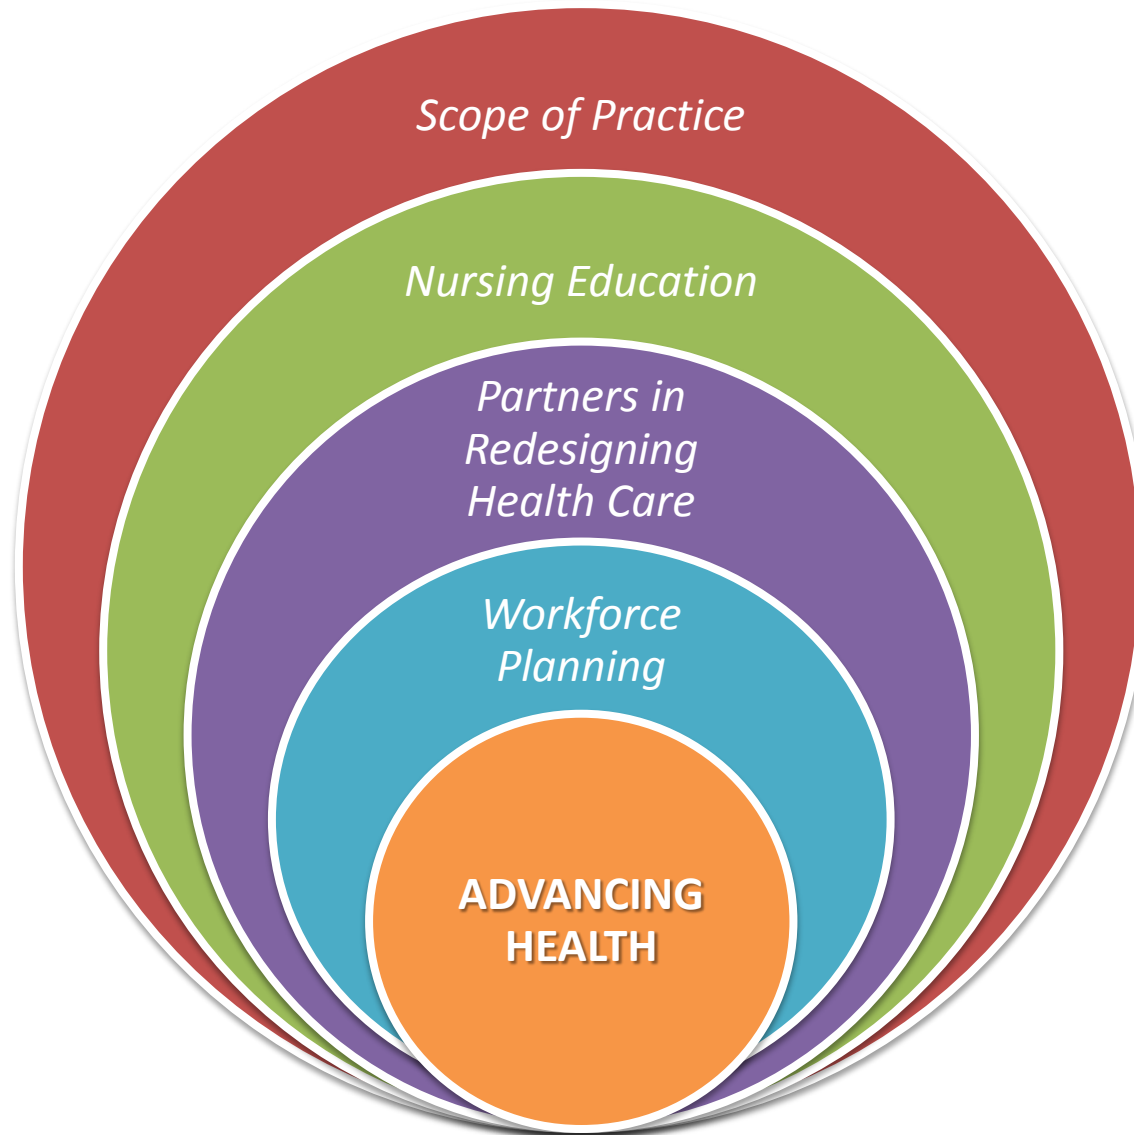 Scope of Practice
Nursing Education
Partners in
Redesigning
Health Care
Workforce
Planning
ADVANCING
HEALTH